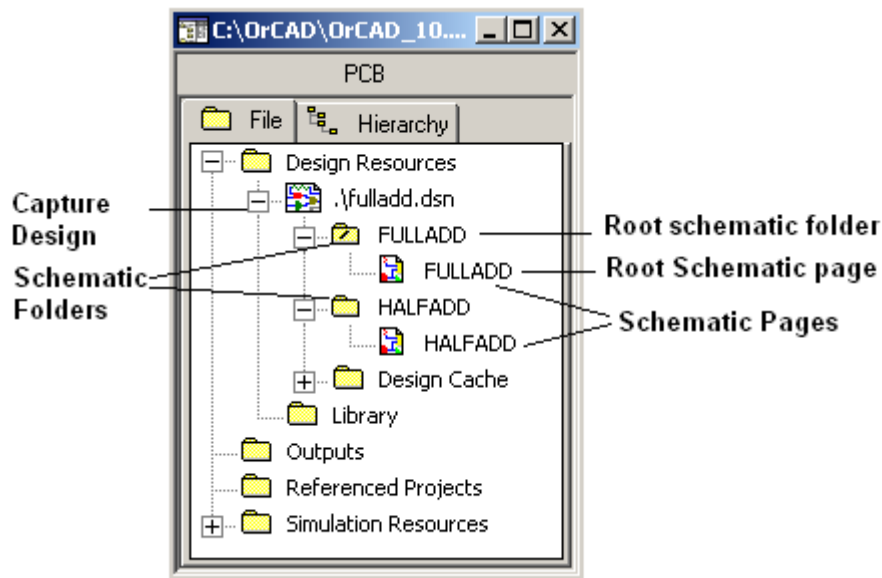 C:\OrCAD\OrCAD_10....
PCB
File
Hierarchy
Design Resources
.\fulladd.dsn
FULLADD
FULLADD
HALFADD
HALFADD
Design Cache
Library
Outputs
Referenced Projects
Simulation Resources
Capture
Design
Schematic
Folders
Root schematic folder
Root Schematic page
Schematic Pages